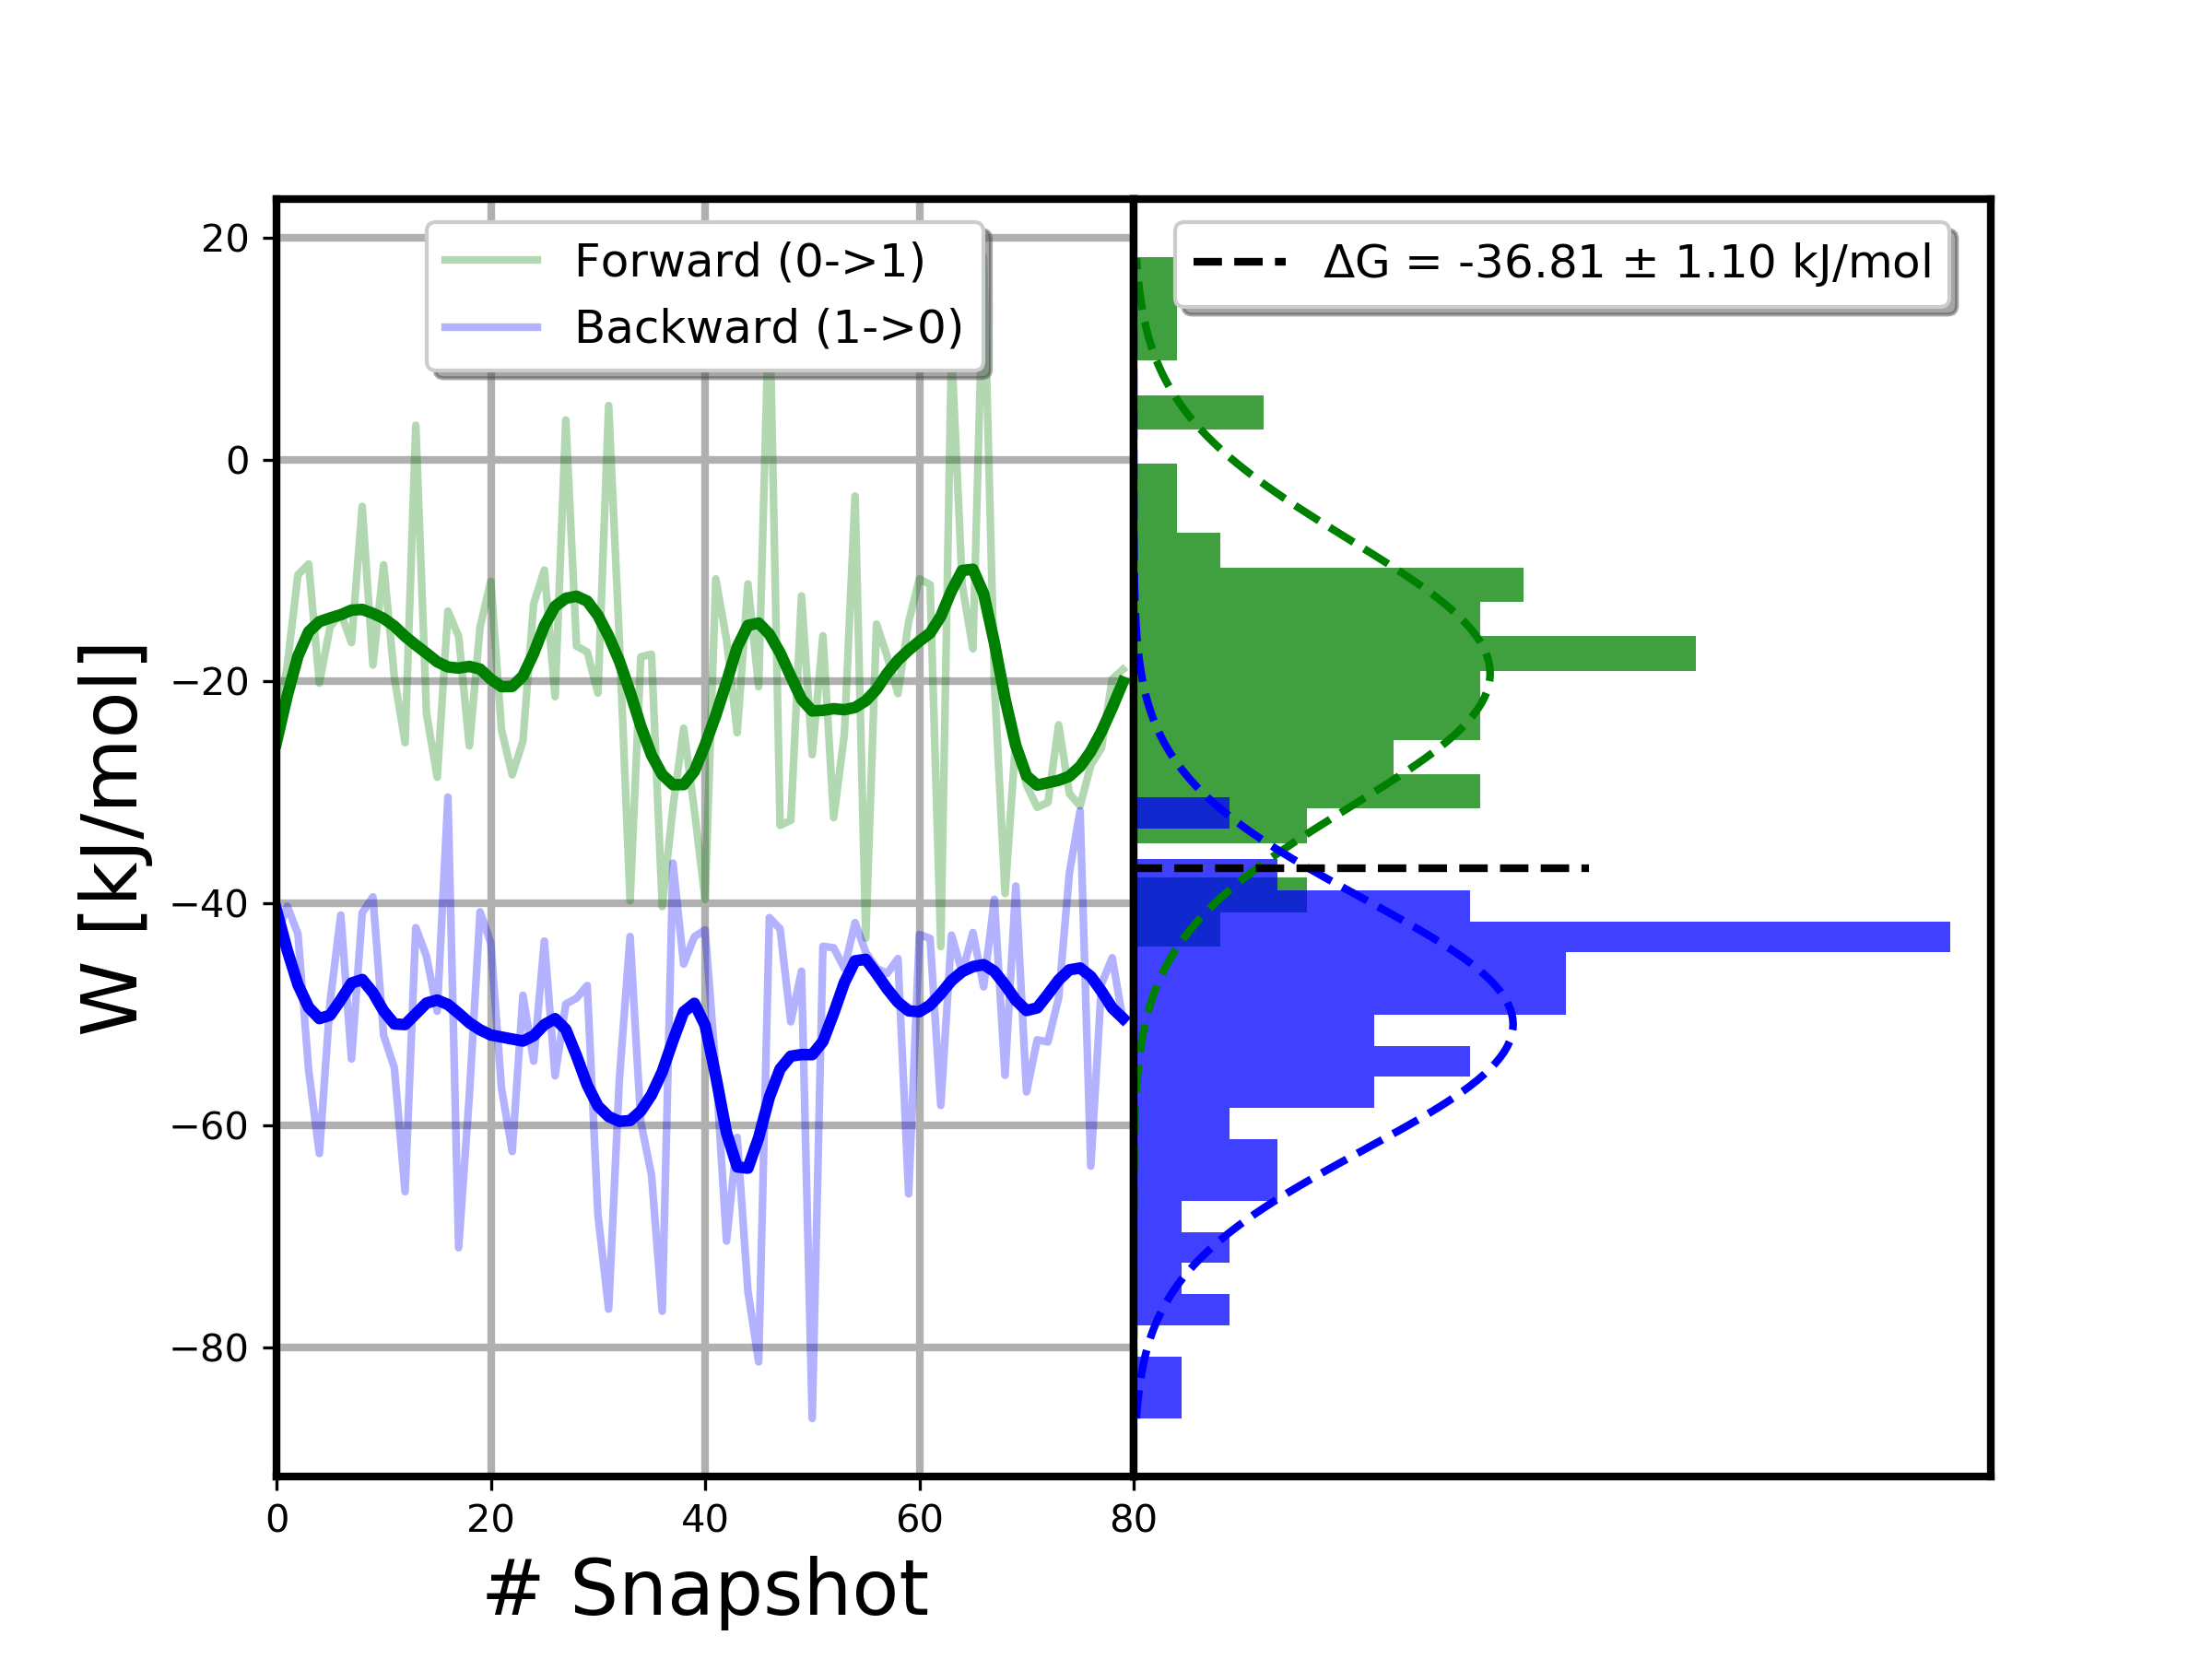 Forward (0->1)
Backward (1->0)
ΔG = -36.81 ± 1.10 kJ/mol
W [kJ/mol]
20
0
−20
−40
−60
−80
0 20 40 60 80
# Snapshot